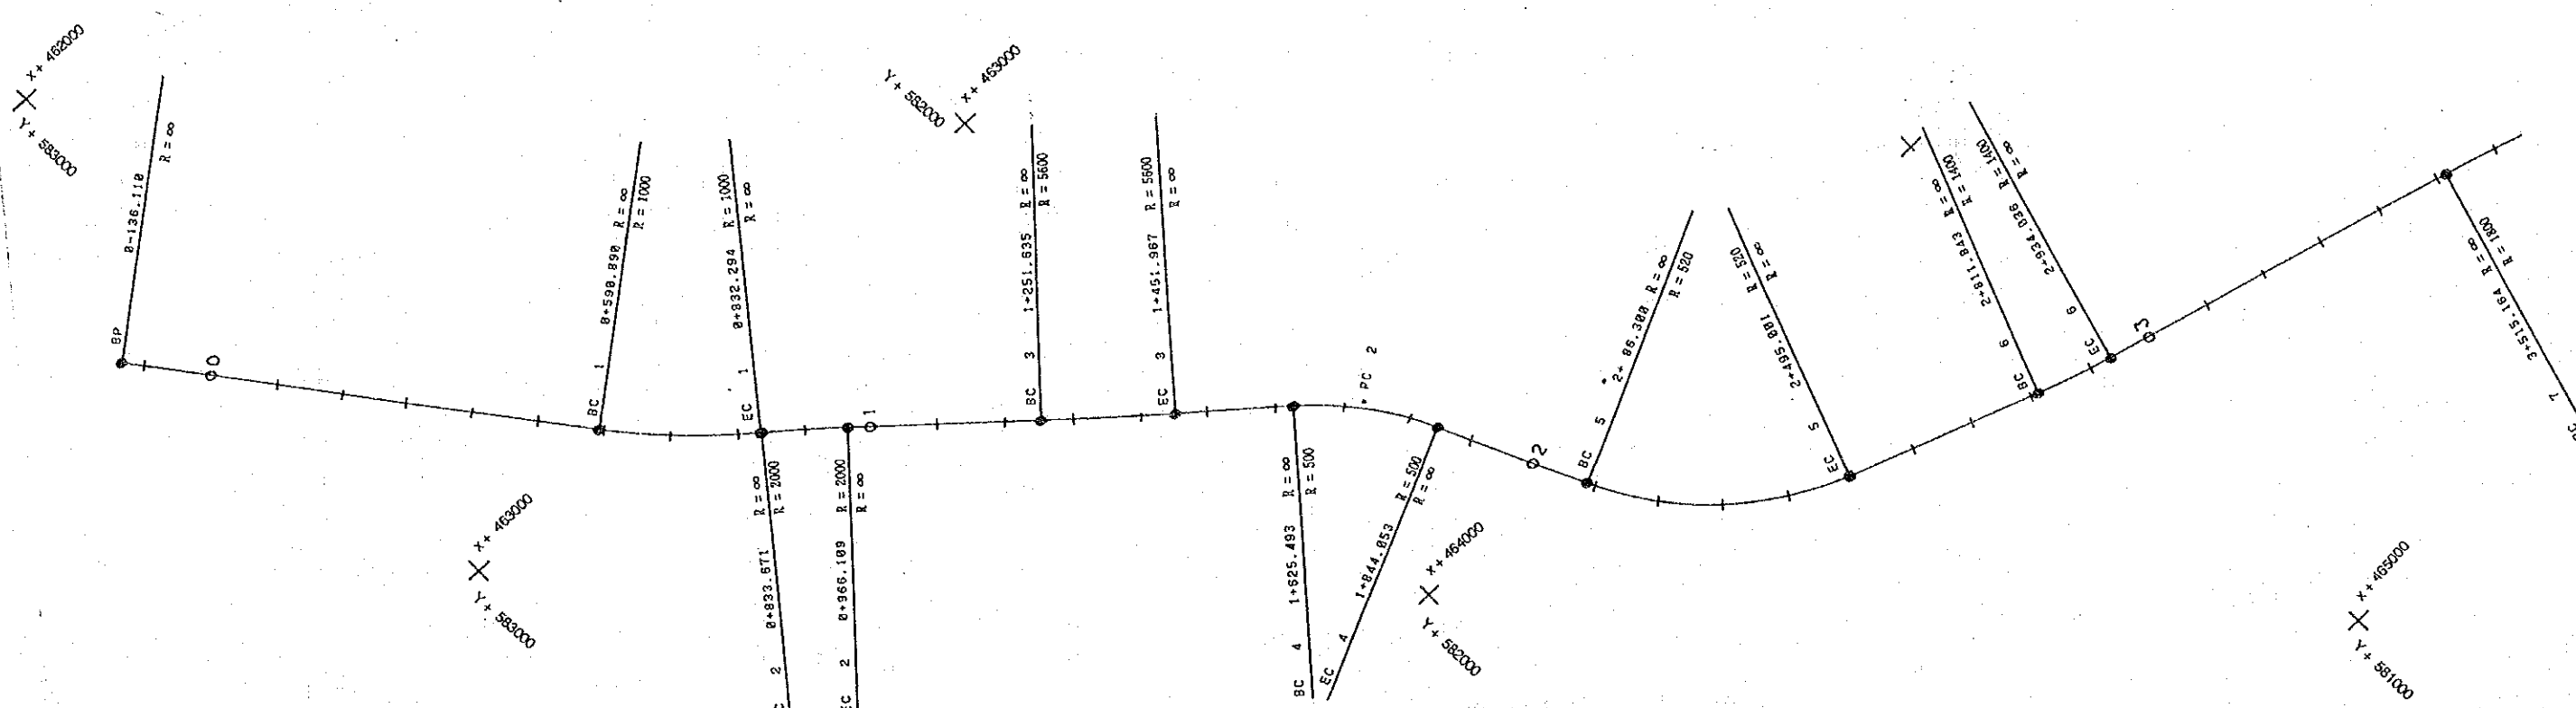 X+ 462000
Y+ 583000
BP 0-136.110
R = ∞
BC 1 0+590.890 R = ∞
R = 1000
0
EC 1 0+832.294 R = 1000
R = ∞
R = ∞
0+833.671 R = 2000
2
EC 2 0+966.109 R = 2000
R = ∞
1
Y+ 582000
X+ 463000
BC 3 1+251.635 R = ∞
R = 5600
EC 3 1+451.967 R = 5600
R = ∞
X+ 463000
Y+ 583000
BC 4 1+625.493 R = ∞
R = 500
EC 4 1+844.053 R = 500
R = ∞
PC 2
2
X+ 464000
Y+ 582000
BC 5 2+ 86.300 R = ∞
R = 520
EC 5 2+495.001 R = 520
R = ∞
BC 6 2+811.843 R = ∞
R = 1400
EC 6 2+934.036 R = 1400
R = ∞
3
R = ∞
R = 1800
3+515.164
7
X+ 465000
Y+ 581000